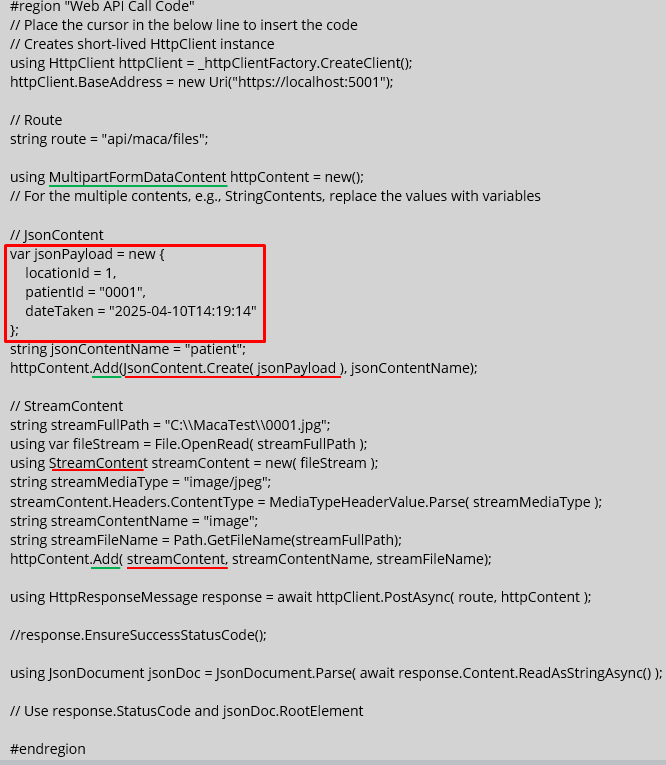 #region "Web API Call Code"
// Place the cursor in the below line to insert the code
// Creates short-lived HttpClient instance
using HttpClient httpClient = _httpClientFactory.CreateClient();
httpClient.BaseAddress = new Uri("https://localhost:5001");
// Route
string route = "api/maca/files";
using MultipartFormDataContent httpContent = new();
// For the multiple contents, e.g., StringContents, replace the values with variables
// JsonContent
var jsonPayload = new {
locationId = 1,
patientId = "0001",
dateTaken = "2025-04-10T14:19:14"
};
string jsonContentName = "patient";
httpContent.Add(JsonContent.Create( jsonPayload ), jsonContentName);
// StreamContent
string streamFullPath = "C:\\MacaTest\\0001.jpg";
using var fileStream = File.OpenRead( streamFullPath );
using StreamContent streamContent = new( fileStream );
string streamMediaType = "image/jpeg";
streamContent.Headers.ContentType = MediaTypeHeaderValue.Parse( streamMediaType );
string streamContentName = "image";
string streamFileName = Path.GetFileName(streamFullPath);
httpContent.Add( streamContent, streamContentName, streamFileName);
using HttpResponseMessage response = await httpClient.PostAsync( route, httpContent );
//response.EnsureSuccessStatusCode();
using JsonDocument jsonDoc = JsonDocument.Parse( await response.Content.ReadAsStringAsync() );
// Use response.StatusCode and jsonDoc.RootElement
#endregion